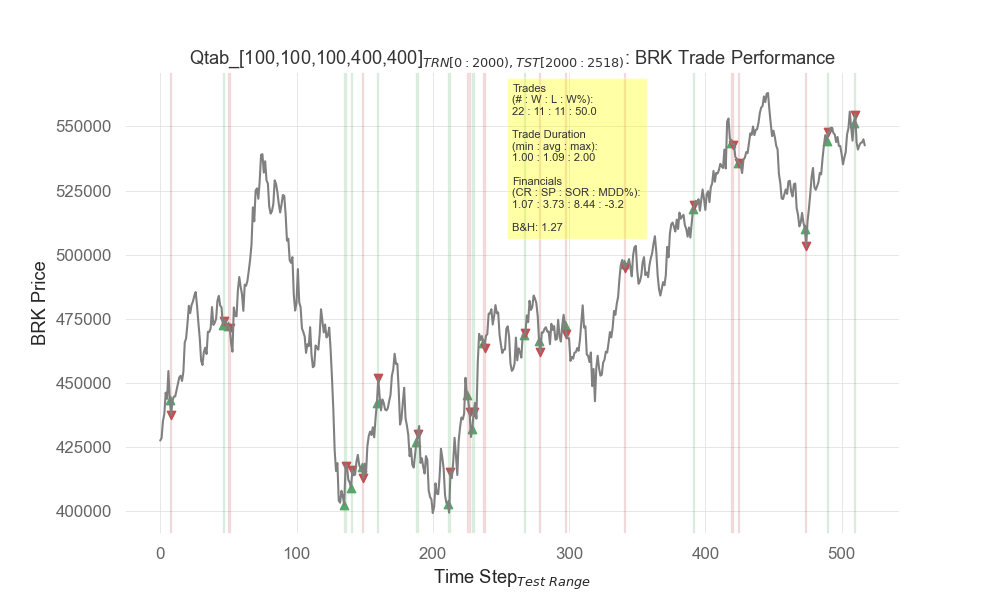 Qtab_[100,100,100,400,400]TRN[0:2000),TST[2000:2518): BRK Trade Performance
Trades
(# : W : L : W%):
22 : 11 : 11 : 50.0
Trade Duration
(min : avg : max):
1.00 : 1.09 : 2.00
Financials
(CR : SP : SOR : MDD%):
1.07 : 3.73 : 8.44 : -3.2
B&H: 1.27
BRK Price
550000
525000
500000
475000
450000
425000
400000
0 100 200 300 400 500
Time Step Test Range